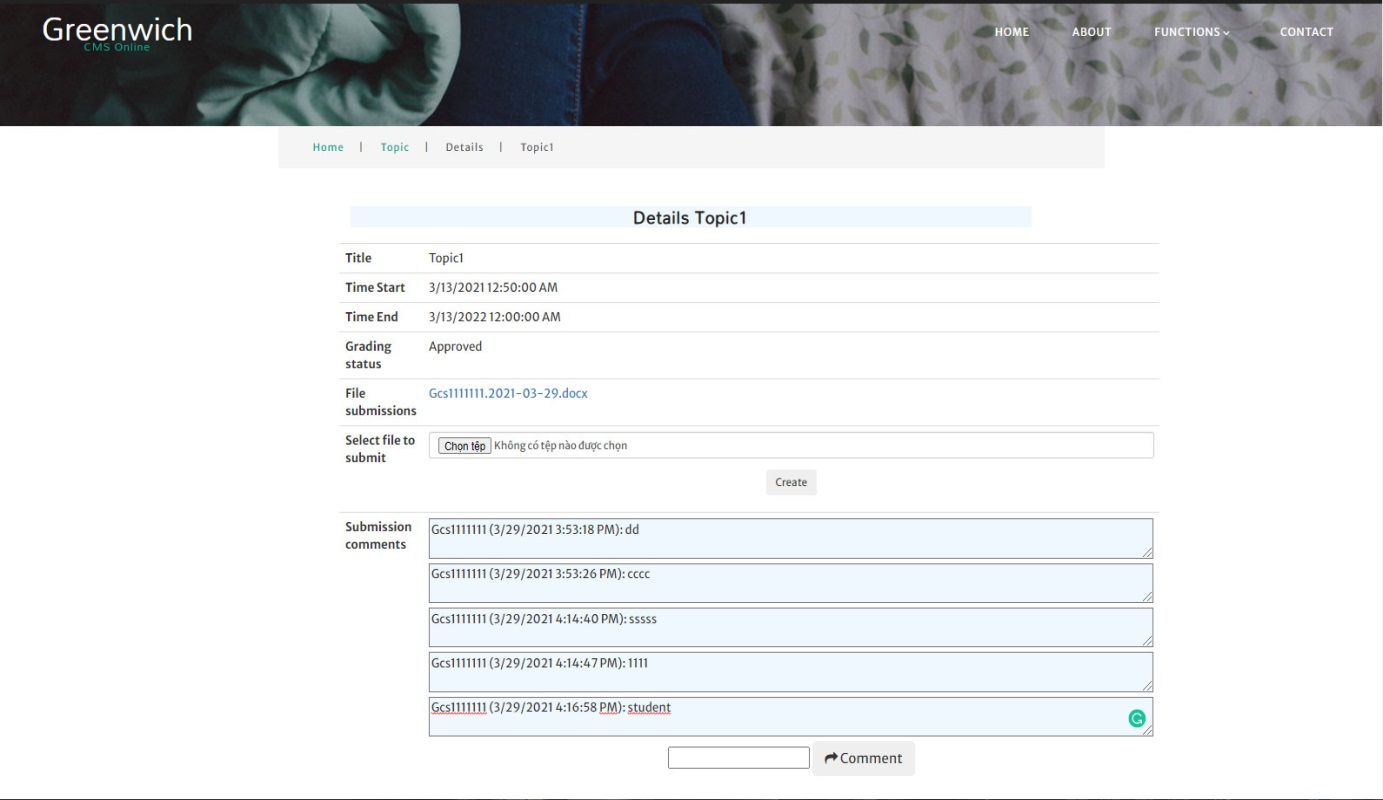 Greenwich
CMS Online
HOME ABOUT FUNCTIONS CONTACT
Home | Topic | Details | Topic1
Details Topic1
Title Topic1
Time Start 3/13/2021 12:50:00 AM
Time End 3/13/2022 12:00:00 AM
Grading status Approved
File submissions Gcs1111111.2021-03-29.docx
Select file to submit Chọn tệp Không có tệp nào được chọn
Create
Submission comments
Gcs1111111 (3/29/2021 3:53:18 PM): dd
Gcs1111111 (3/29/2021 3:53:26 PM): cccc
Gcs1111111 (3/29/2021 4:14:40 PM): sssss
Gcs1111111 (3/29/2021 4:14:47 PM): 1111
Gcs1111111 (3/29/2021 4:16:58 PM): student
Comment